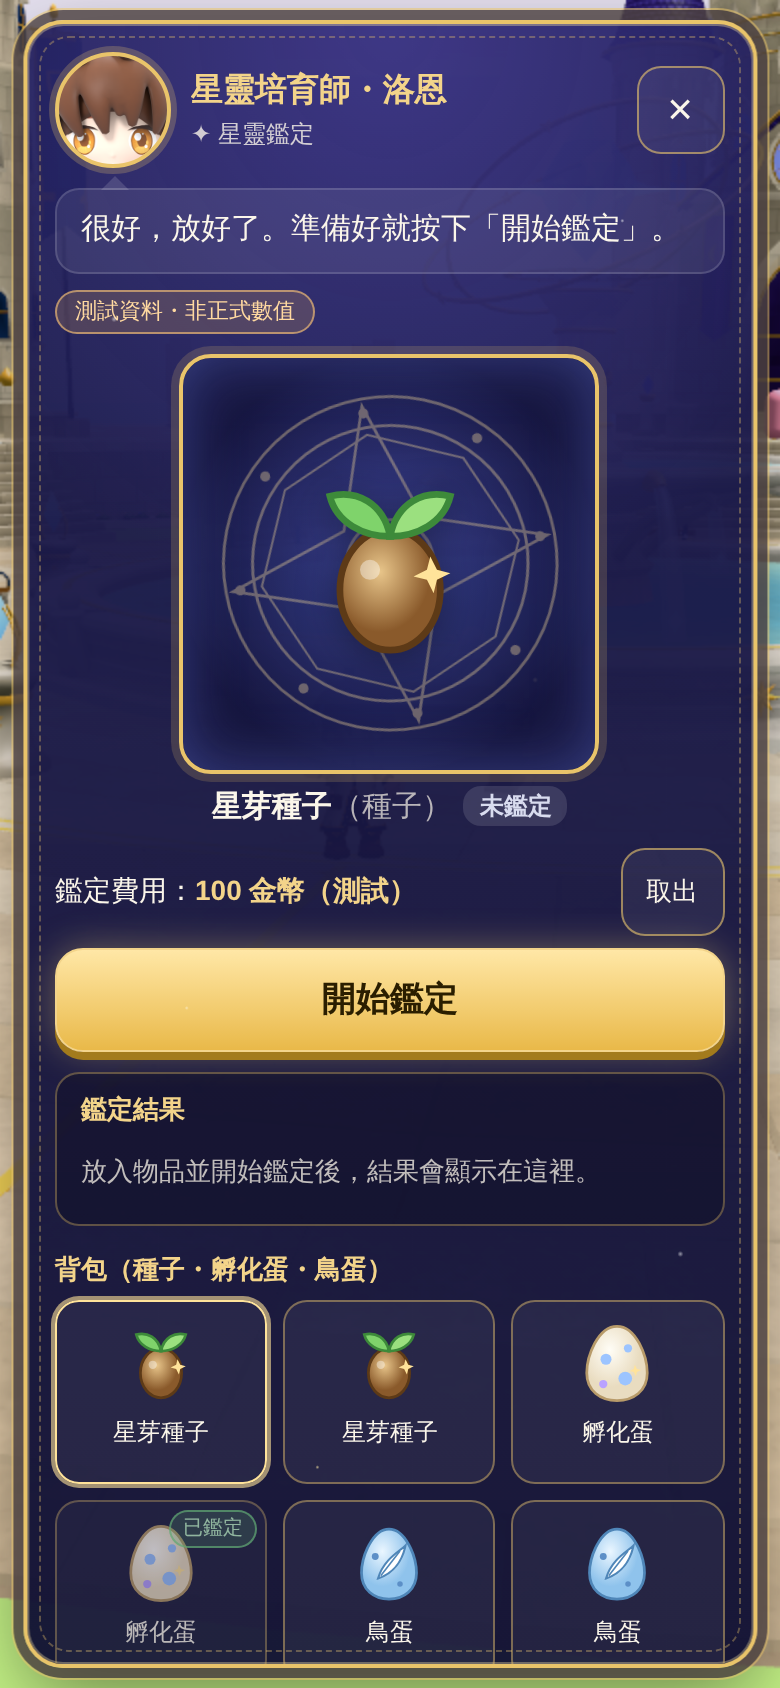 星靈培育師・洛恩
✦ 星靈鑑定
×
很好，放好了。準備好就按下「開始鑑定」。
測試資料・非正式數值
星芽種子（種子） 未鑑定
鑑定費用：100 金幣（測試）
取出
開始鑑定
鑑定結果
放入物品並開始鑑定後，結果會顯示在這裡。
背包（種子・孵化蛋・鳥蛋）
星芽種子
星芽種子
孵化蛋
已鑑定
孵化蛋
鳥蛋
鳥蛋